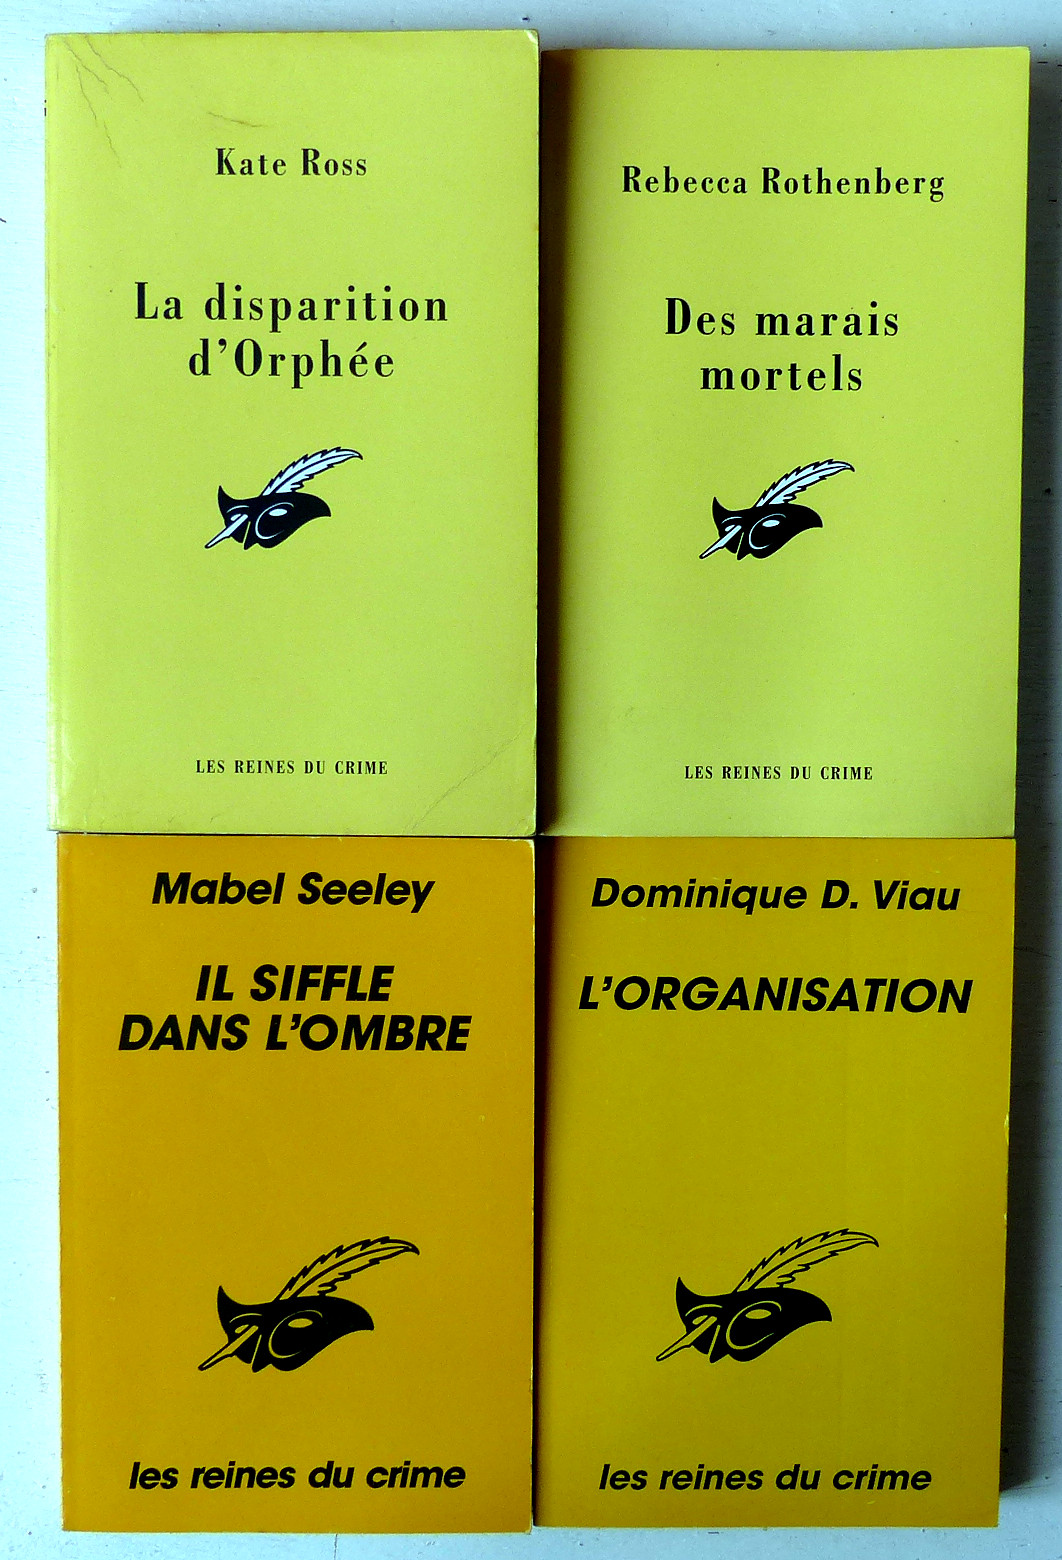 Kate Ross
La disparition
d'Orphée
LES REINES DU CRIME
Rebecca Rothenberg
Des marais
mortels
LES REINES DU CRIME
Mabel Seeley
IL SIFFLE
DANS L'OMBRE
les reines du crime
Dominique D. Viau
L'ORGANISATION
les reines du crime